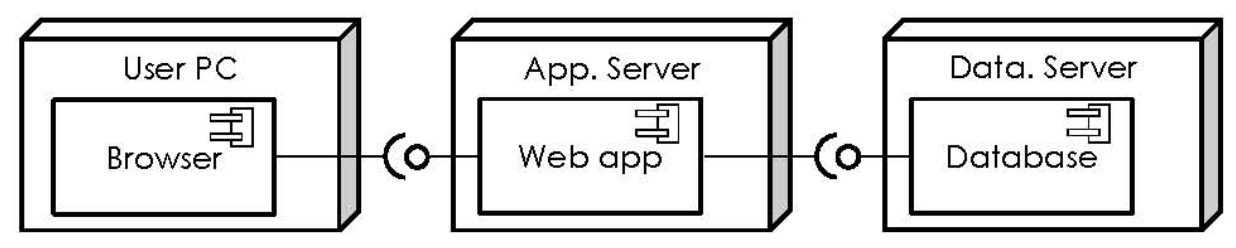 User PC
Browser
App. Server
Web app
Data. Server
Database